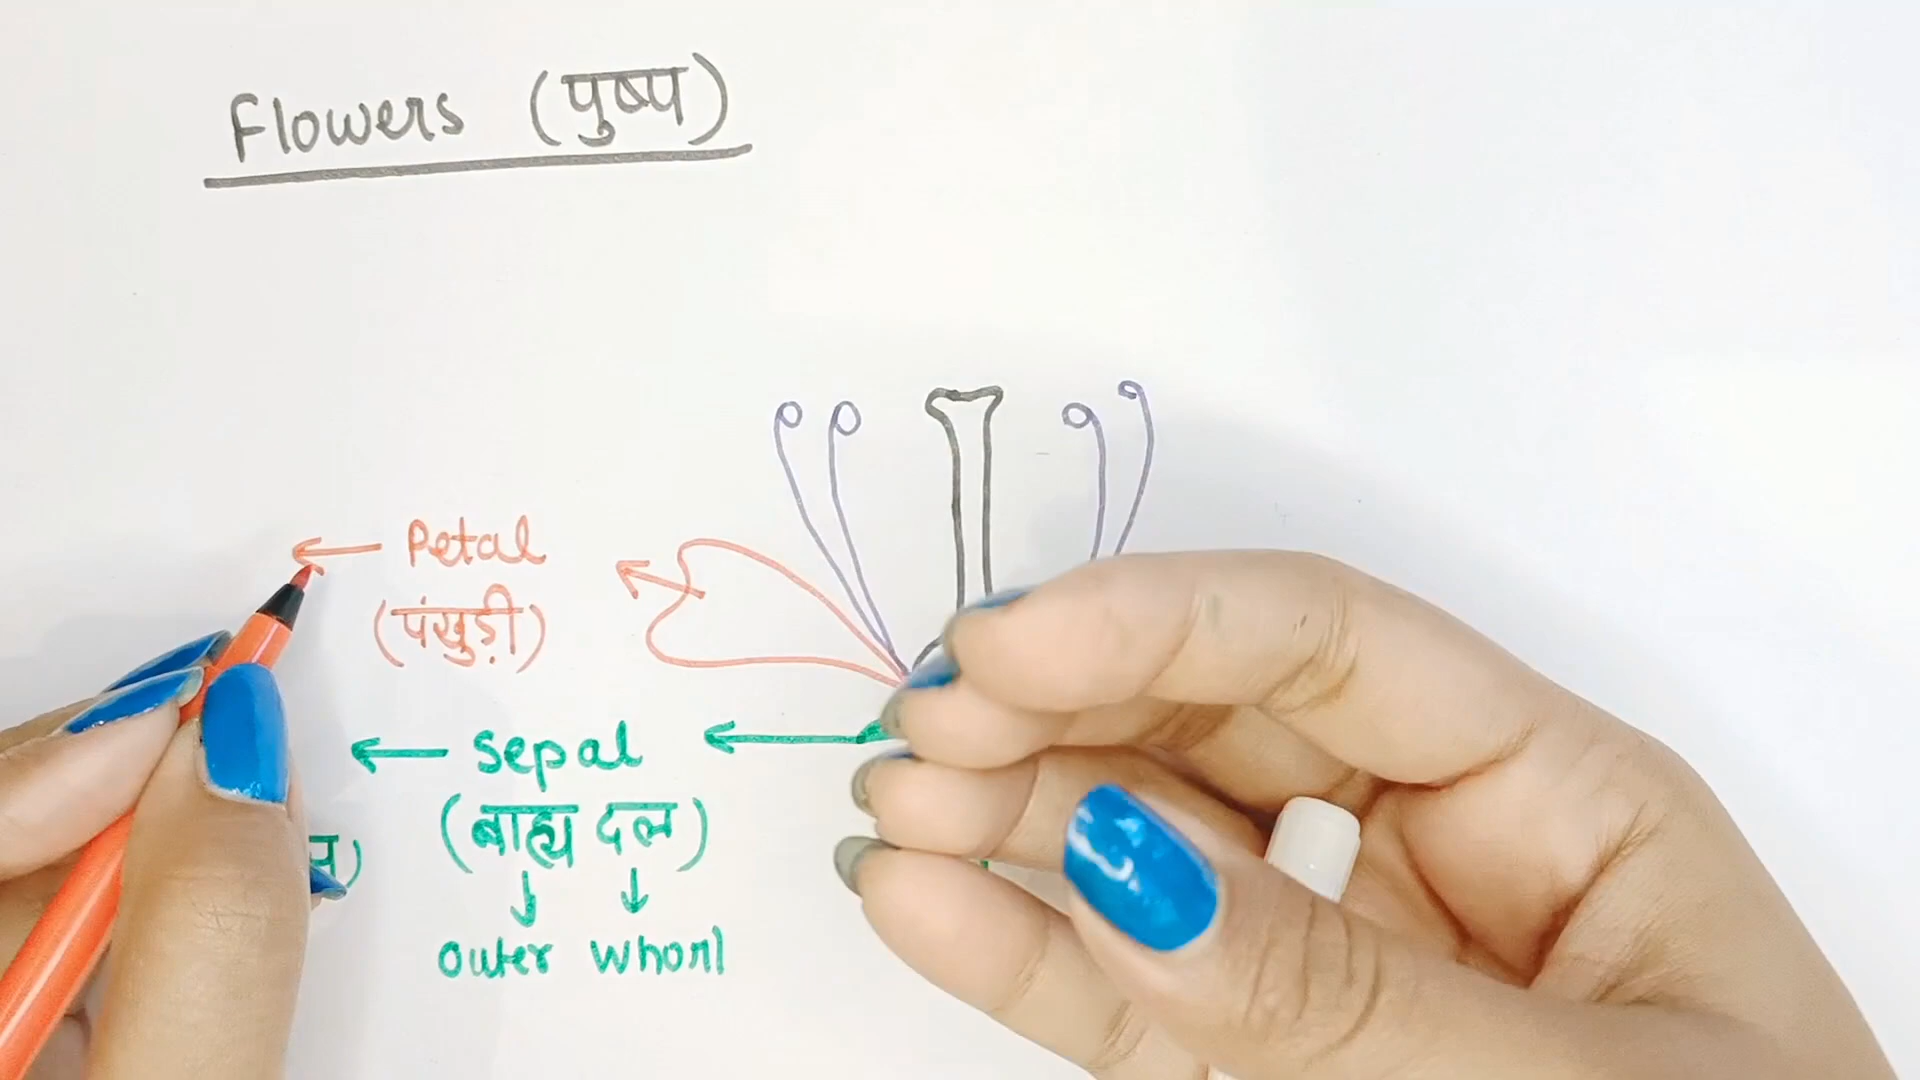 Flowers (पुष्प)
Petal
(पंखुड़ी)
Sepal
(बाह्य दल)
outer whorl